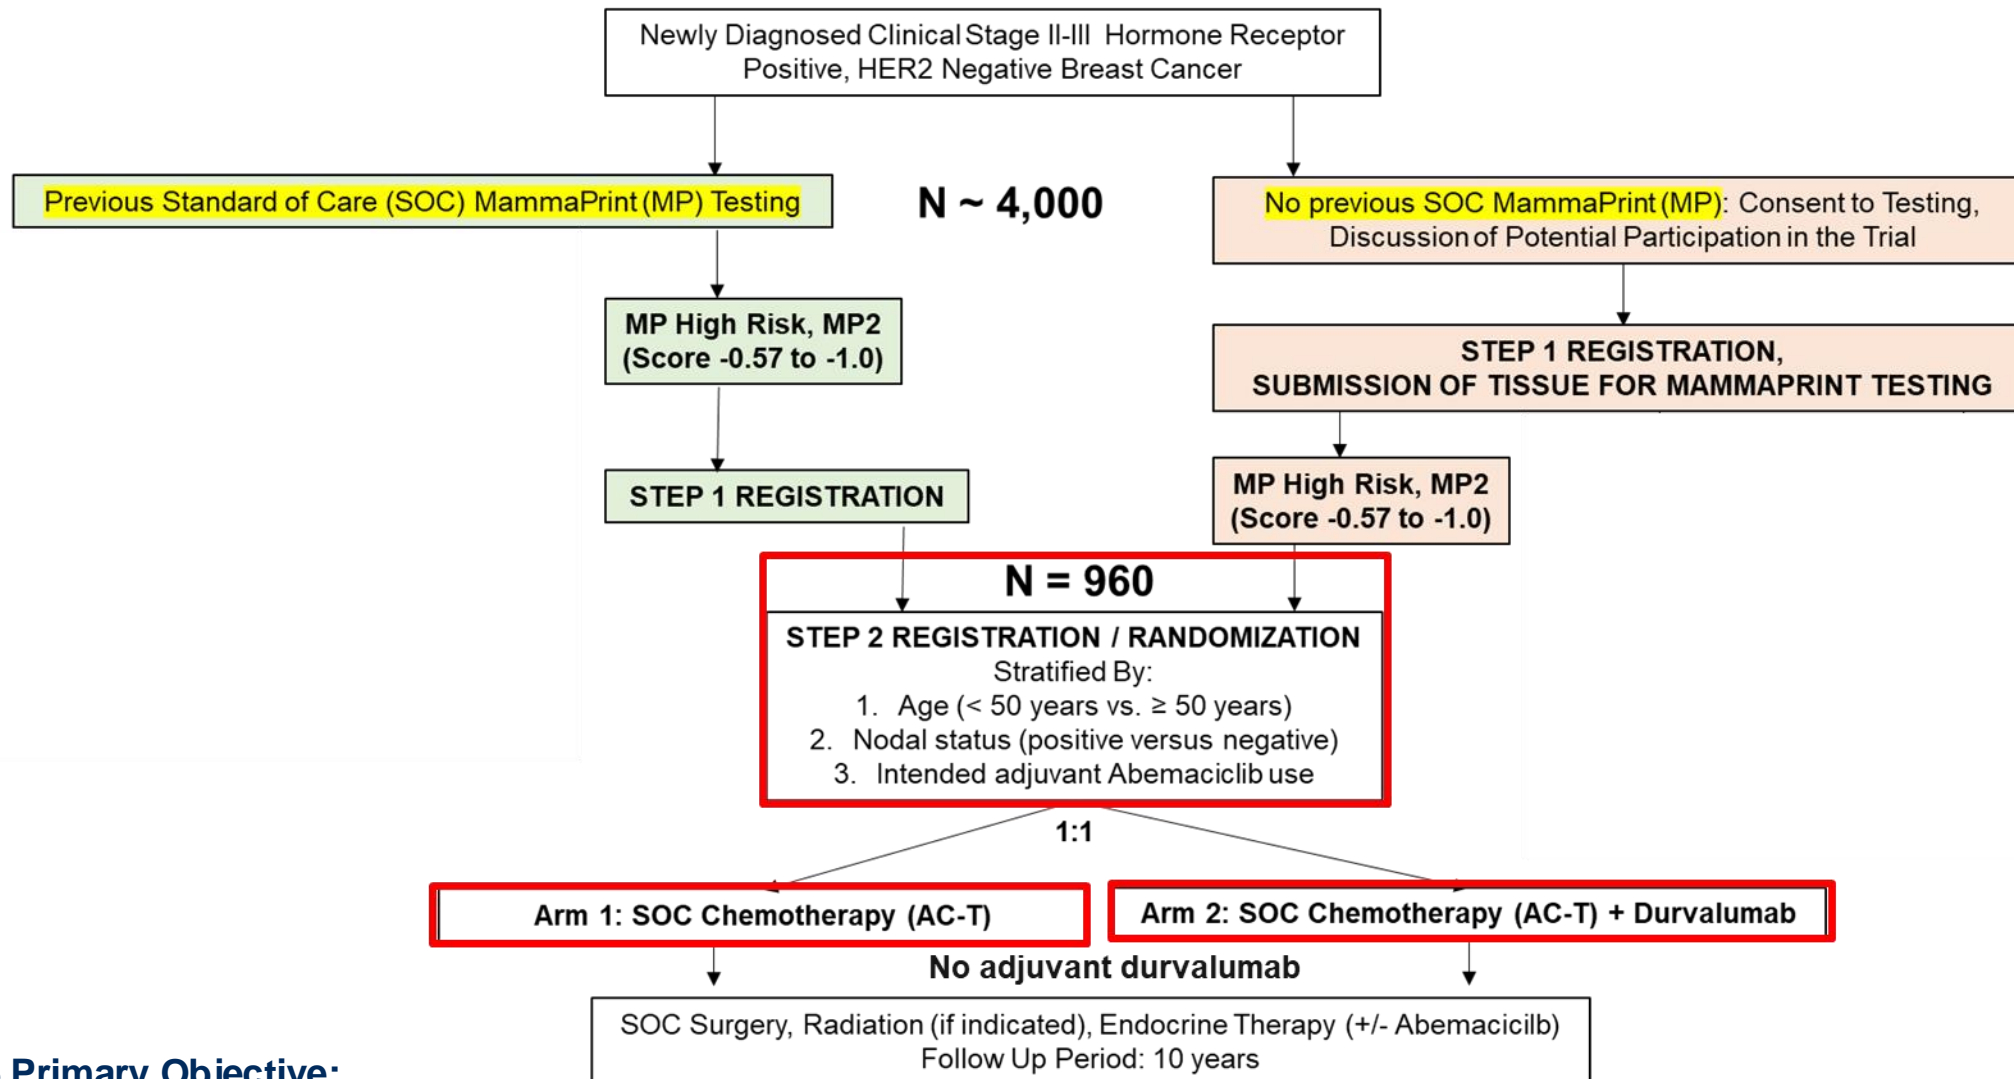 Newly Diagnosed Clinical Stage II-III Hormone Receptor
Positive, HER2 Negative Breast Cancer
Previous Standard of Care (SOC) MammaPrint (MP) Testing
N ~ 4,000
No previous SOC MammaPrint (MP): Consent to Testing,
Discussion of Potential Participation in the Trial
MP High Risk, MP2
(Score -0.57 to -1.0)
STEP 1 REGISTRATION,
SUBMISSION OF TISSUE FOR MAMMAPRINT TESTING
STEP 1 REGISTRATION
MP High Risk, MP2
(Score -0.57 to -1.0)
N = 960
STEP 2 REGISTRATION / RANDOMIZATION
Stratified By:
1. Age (< 50 years vs. ≥ 50 years)
2. Nodal status (positive versus negative)
3. Intended adjuvant Abemaciclib use
1:1
Arm 1: SOC Chemotherapy (AC-T)
Arm 2: SOC Chemotherapy (AC-T) + Durvalumab
No adjuvant durvalumab
SOC Surgery, Radiation (if indicated), Endocrine Therapy (+/- Abemacicilb)
Follow Up Period: 10 years
Primary Objective: